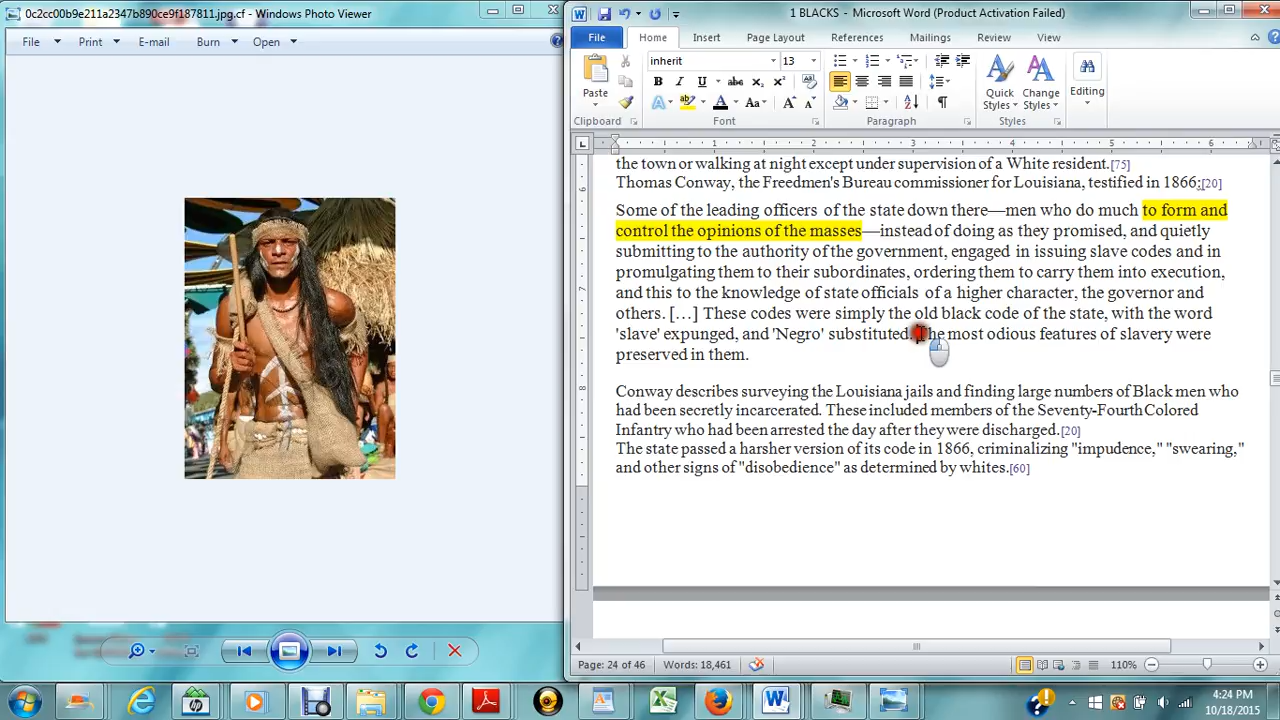 0c2cc00b9e211a2347b890ce9f187811.jpg.cf - Windows Photo Viewer
File Print E-mail Burn Open
1 BLACKS - Microsoft Word (Product Activation Failed)
File Home Insert Page Layout References Mailings Review View
inherit 13
Paste
Quick Styles
Change Styles
Editing
Clipboard Font Paragraph Styles
1 2 3 4 5 6
the town or walking at night except under supervision of a White resident.[75]
Thomas Conway, the Freedmen's Bureau commissioner for Louisiana, testified in 1866:[20]
Some of the leading officers of the state down there—men who do much to form and
control the opinions of the masses—instead of doing as they promised, and quietly
submitting to the authority of the government, engaged in issuing slave codes and in
promulgating them to their subordinates, ordering them to carry them into execution,
and this to the knowledge of state officials of a higher character, the governor and
others. […] These codes were simply the old black code of the state, with the word
'slave' expunged, and 'Negro' substituted. The most odious features of slavery were
preserved in them.
Conway describes surveying the Louisiana jails and finding large numbers of Black men who
had been secretly incarcerated. These included members of the Seventy-Fourth Colored
Infantry who had been arrested the day after they were discharged.[20]
The state passed a harsher version of its code in 1866, criminalizing "impudence," "swearing,"
and other signs of "disobedience" as determined by whites.[60]
Page: 24 of 46 Words: 18,461 110%
4:24 PM
10/18/2015